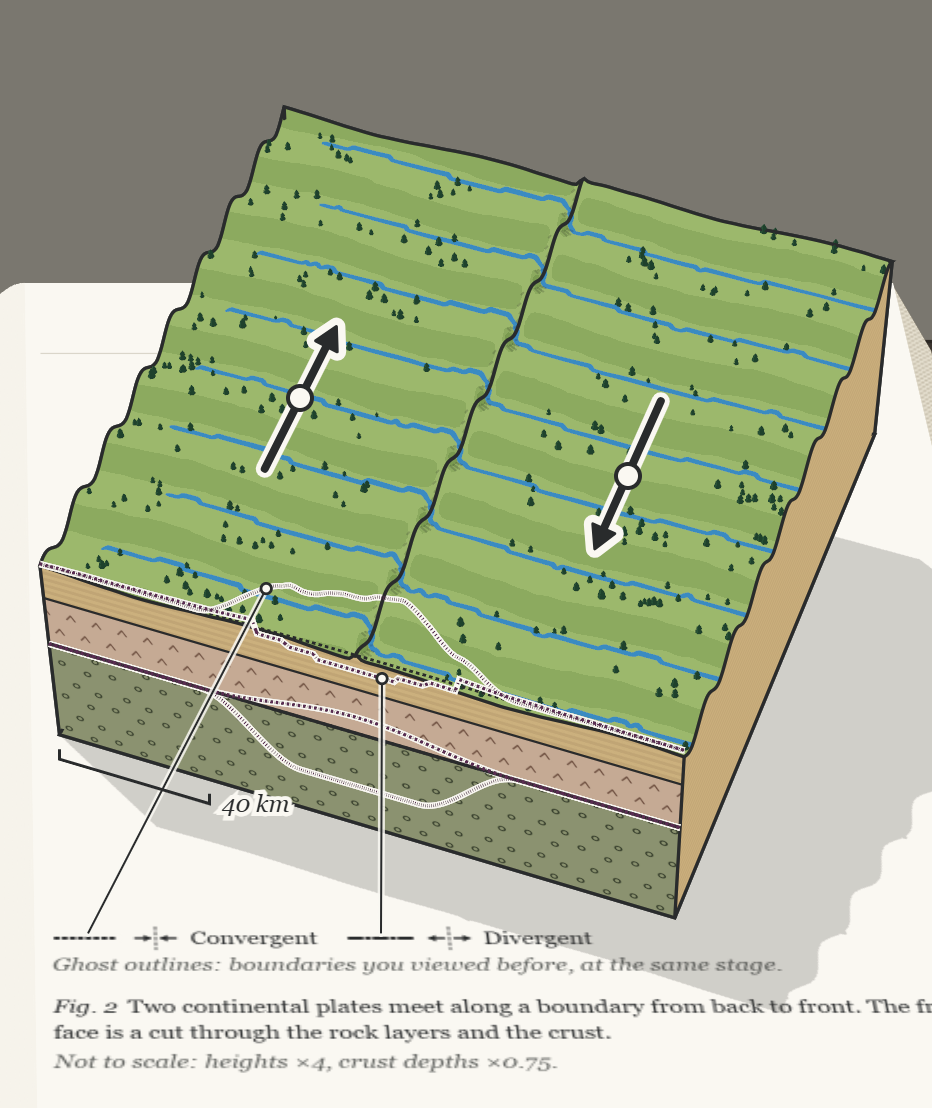 40 km
Convergent Divergent
Ghost outlines: boundaries you viewed before, at the same stage.
Fig. 2 Two continental plates meet along a boundary from back to front. The
face is a cut through the rock layers and the crust.
Not to scale: heights ×4, crust depths ×0.75.